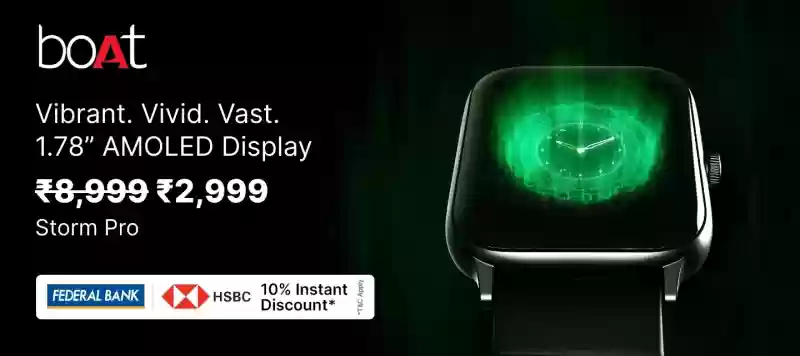 boAt
Vibrant. Vivid. Vast.
1.78” AMOLED Display
₹8,999 ₹2,999
Storm Pro
FEDERAL BANK
HSBC
10% Instant
Discount*
*T&C Apply